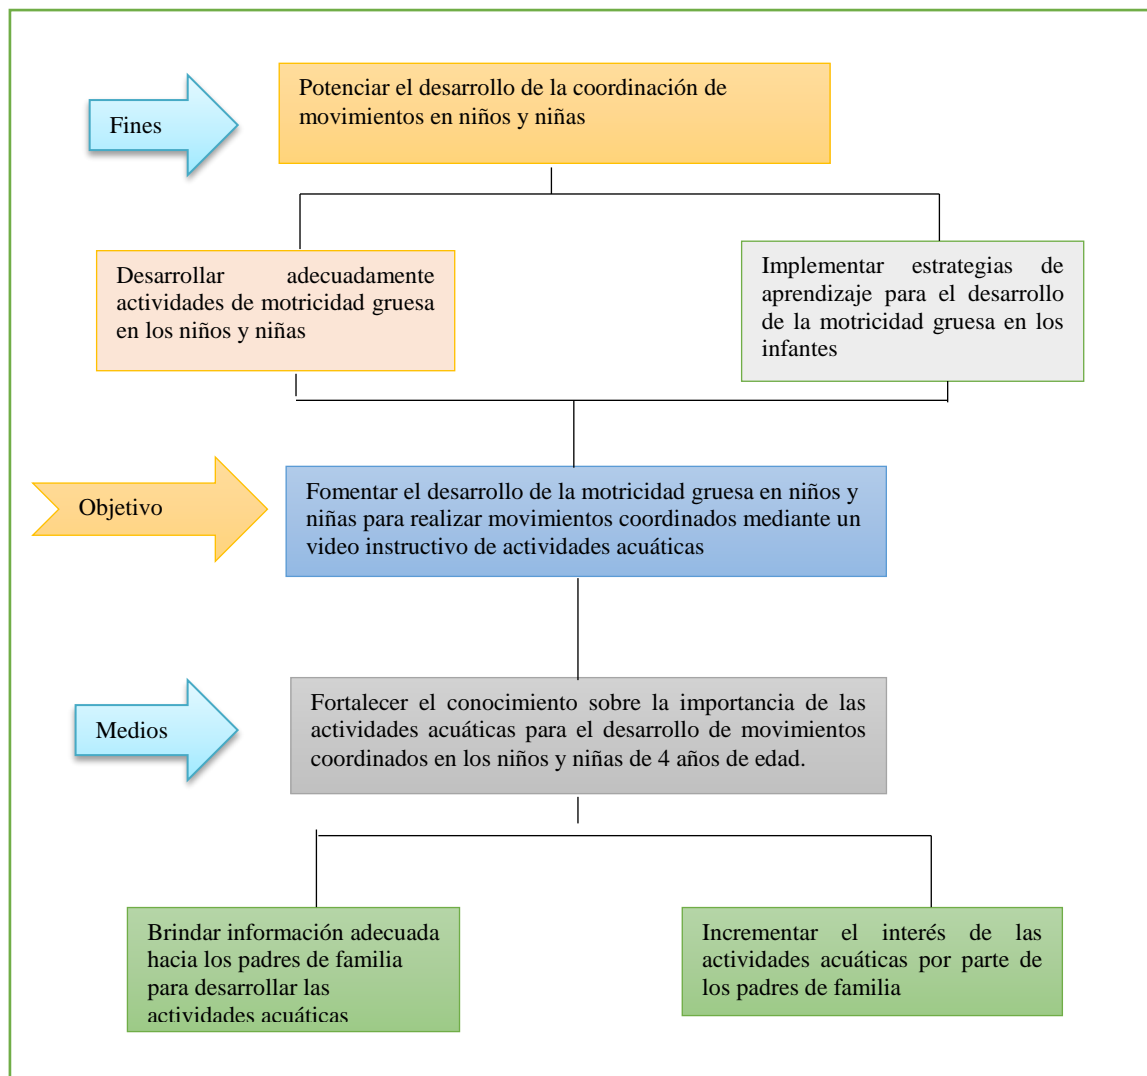 Potenciar el desarrollo de la coordinación de
movimientos en niños y niñas
Fines
Desarrollar adecuadamente
actividades de motricidad gruesa
en los niños y niñas
Implementar estrategias de
aprendizaje para el desarrollo
de la motricidad gruesa en los
infantes
Objetivo
Fomentar el desarrollo de la motricidad gruesa en niños y
niñas para realizar movimientos coordinados mediante un
video instructivo de actividades acuáticas
Medios
Fortalecer el conocimiento sobre la importancia de las
actividades acuáticas para el desarrollo de movimientos
coordinados en los niños y niñas de 4 años de edad.
Brindar información adecuada
hacia los padres de familia
para desarrollar las
actividades acuáticas
Incrementar el interés de las
actividades acuáticas por parte de
los padres de familia